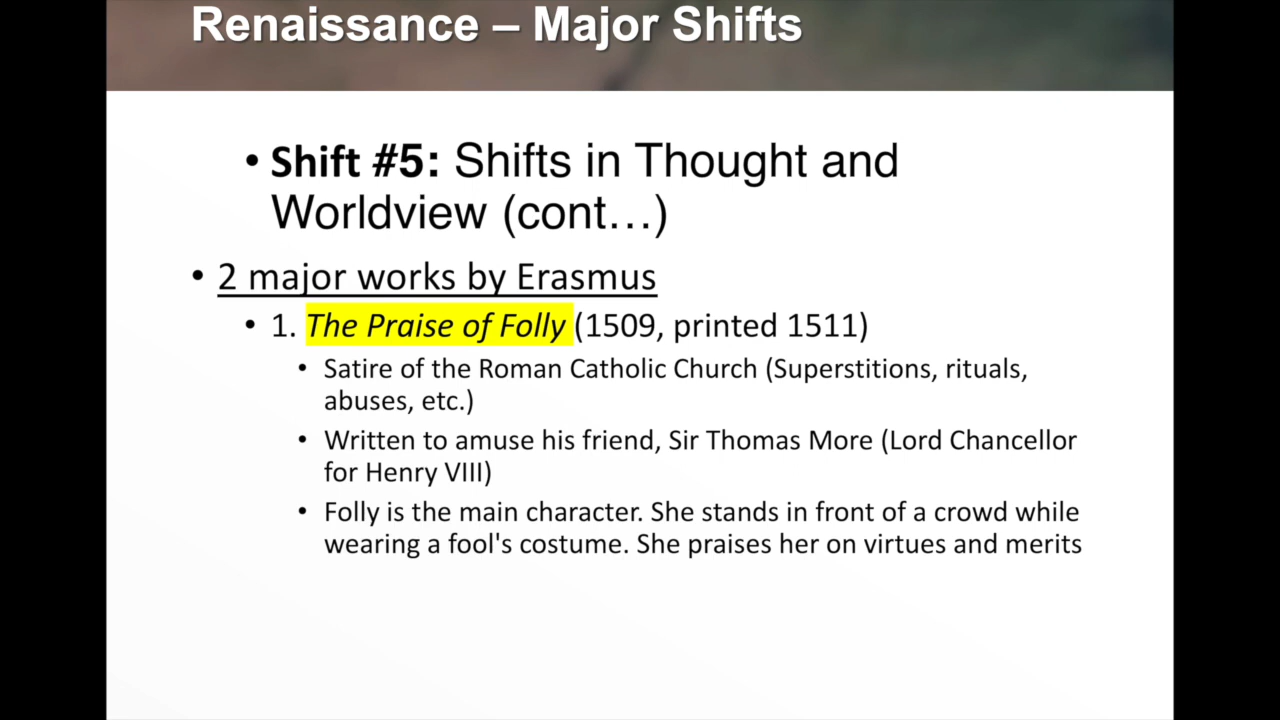 Renaissance – Major Shifts
• Shift #5: Shifts in Thought and
Worldview (cont…)
• 2 major works by Erasmus
• 1. The Praise of Folly (1509, printed 1511)
• Satire of the Roman Catholic Church (Superstitions, rituals,
abuses, etc.)
• Written to amuse his friend, Sir Thomas More (Lord Chancellor
for Henry VIII)
• Folly is the main character. She stands in front of a crowd while
wearing a fool's costume. She praises her on virtues and merits